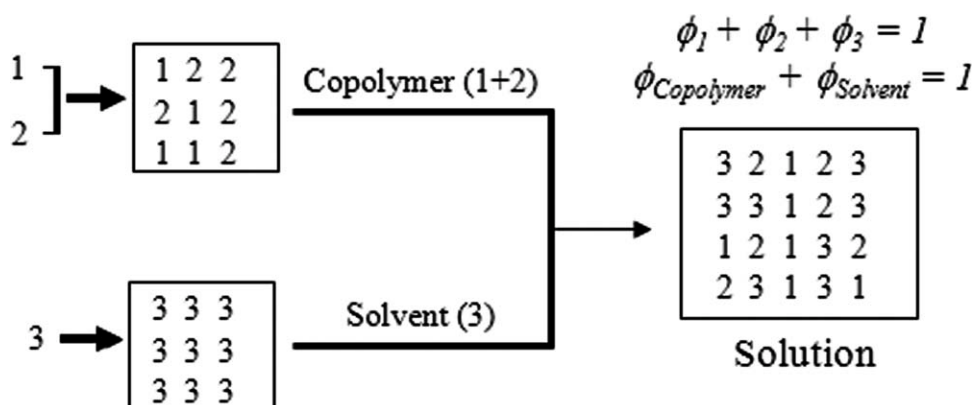 1
2
1 2 2
2 1 2
1 1 2
Copolymer (1+2)
ϕ1 + ϕ2 + ϕ3 = 1
ϕCopolymer + ϕSolvent = 1
3
3 3 3
3 3 3
3 3 3
Solvent (3)
3 2 1 2 3
3 3 1 2 3
1 2 1 3 2
2 3 1 3 1
Solution